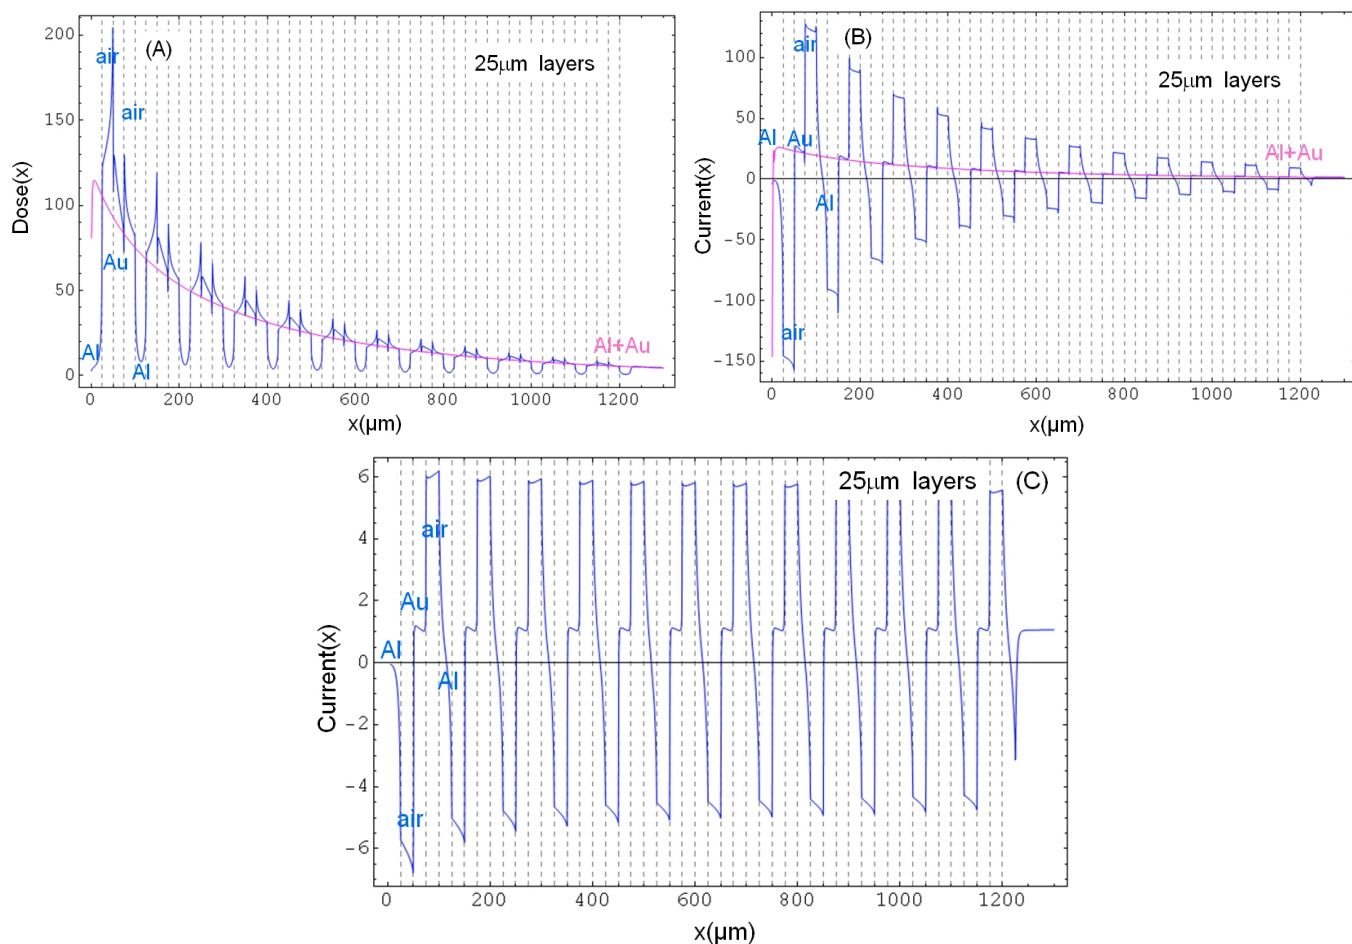 (A)
25μm layers
air
air
Au
Al
Al
Al+Au
Dose(x)
200
150
100
50
0
0 200 400 600 800 1000 1200
x(μm)
(B)
25μm layers
air
Al Au
Al
air
Al+Au
Current(x)
100
50
0
-50
-100
-150
0 200 400 600 800 1000 1200
x(μm)
25μm layers (C)
air
Au
Al
Al
air
Current(x)
6
4
2
0
-2
-4
-6
0 200 400 600 800 1000 1200
x(μm)